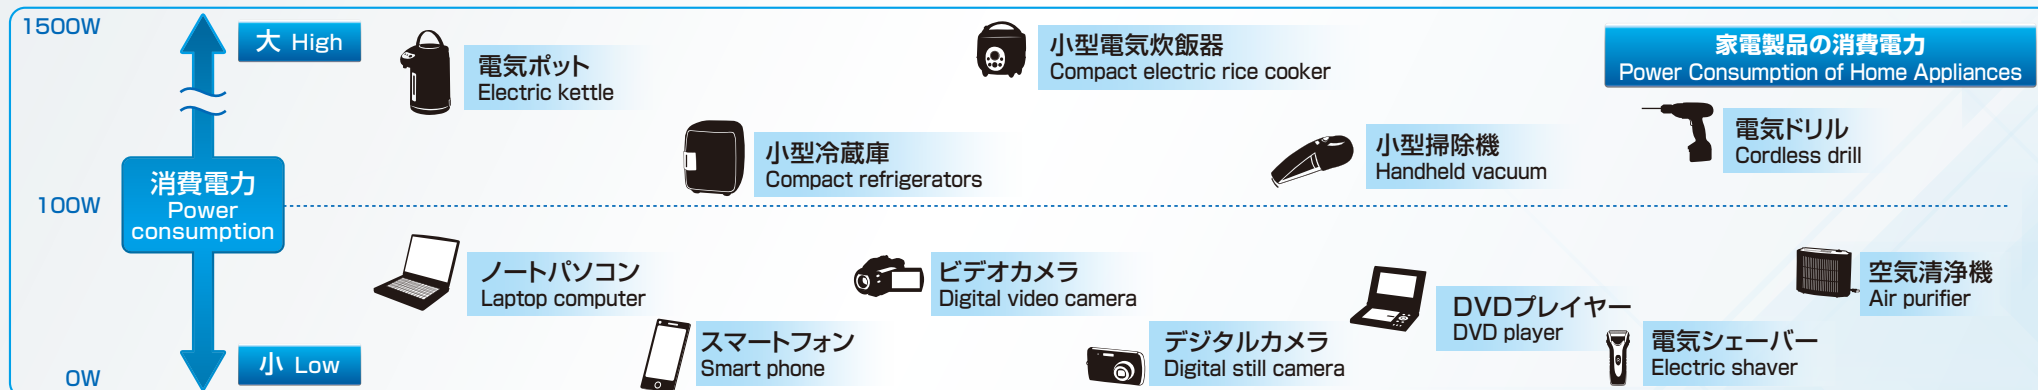 1500W
大 High
電気ポット
Electric kettle
小型電気炊飯器
Compact electric rice cooker
家電製品の消費電力
Power Consumption of Home Appliances
小型冷蔵庫
Compact refrigerators
小型掃除機
Handheld vacuum
電気ドリル
Cordless drill
100W
消費電力
Power
consumption
ノートパソコン
Laptop computer
ビデオカメラ
Digital video camera
DVDプレイヤー
DVD player
空気清浄機
Air purifier
スマートフォン
Smart phone
デジタルカメラ
Digital still camera
電気シェーバー
Electric shaver
小 Low
0W